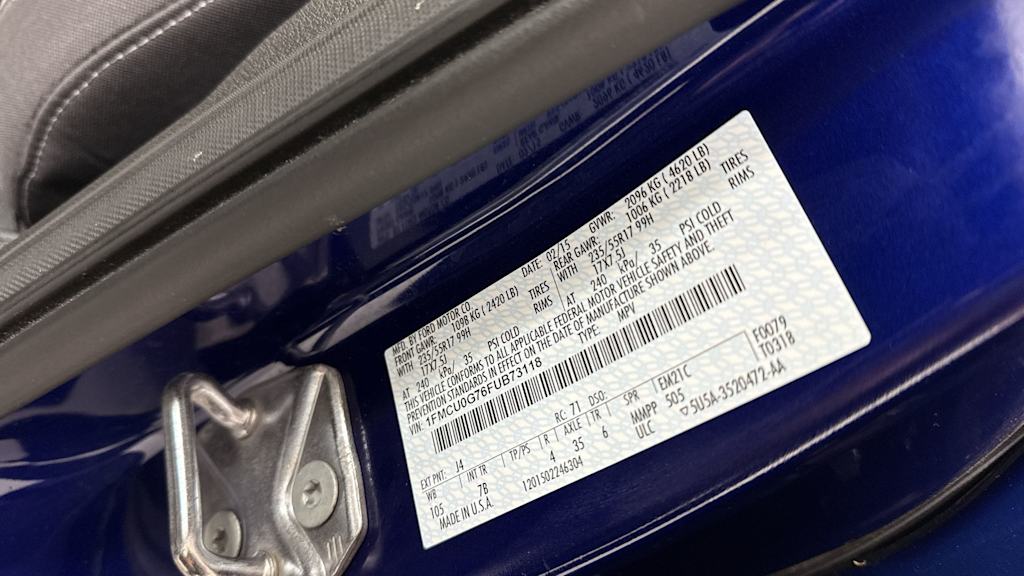 MFD. BY FORD MOTOR CO.
DATE: 02/15 GVWR: 2096 KG ( 4620 LB)
FRONT GAWR: 1098 KG ( 2420 LB) REAR GAWR: 1006 KG ( 2218 LB)
WITH 235/55R17 99H TIRES WITH 235/55R17 99H TIRES
17X7.5J RIMS 17X7.5J RIMS
AT 240 kPa/ 35 PSI COLD AT 240 kPa/ 35 PSI COLD
THIS VEHICLE CONFORMS TO ALL APPLICABLE FEDERAL MOTOR VEHICLE SAFETY AND THEFT
PREVENTION STANDARDS IN EFFECT ON THE DATE OF MANUFACTURE SHOWN ABOVE.
VIN: 1FMCU0G76FUB73118 TYPE: MPV
EXT PNT: J4 RC: 71 DSO: F0079
WB INT TR TP/PS R AXLE TR SPR EM2TC T0318
105 7B 4 35 6 MAPP 505
MADE IN U.S.A. 1201502246304 ULC 5U5A-3520472-AA